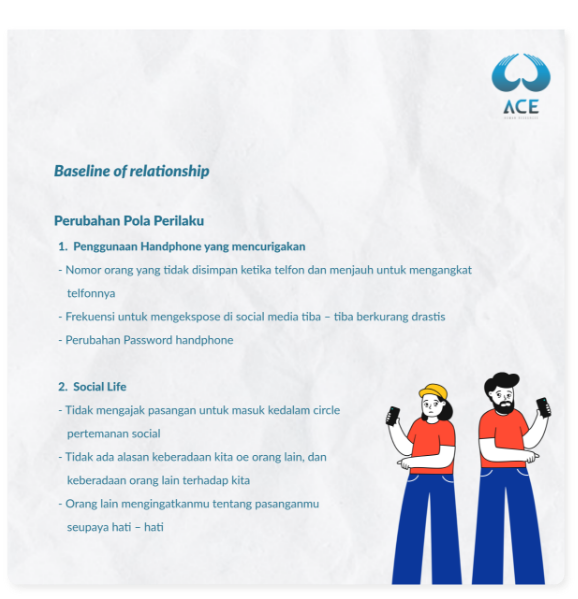 ACE
Baseline of relationship
Perubahan Pola Perilaku
1. Penggunaan Handphone yang mencurigakan
- Nomor orang yang tidak disimpan ketika telfon dan menjauh untuk mengangkat
telfonnya
- Frekuensi untuk mengekspose di social media tiba – tiba berkurang drastis
- Perubahan Password handphone
2. Social Life
- Tidak mengajak pasangan untuk masuk kedalam circle
pertemanan social
- Tidak ada alasan keberadaan kita oe orang lain, dan
keberadaan orang lain terhadap kita
- Orang lain mengingatkanmu tentang pasanganmu
seupaya hati – hati